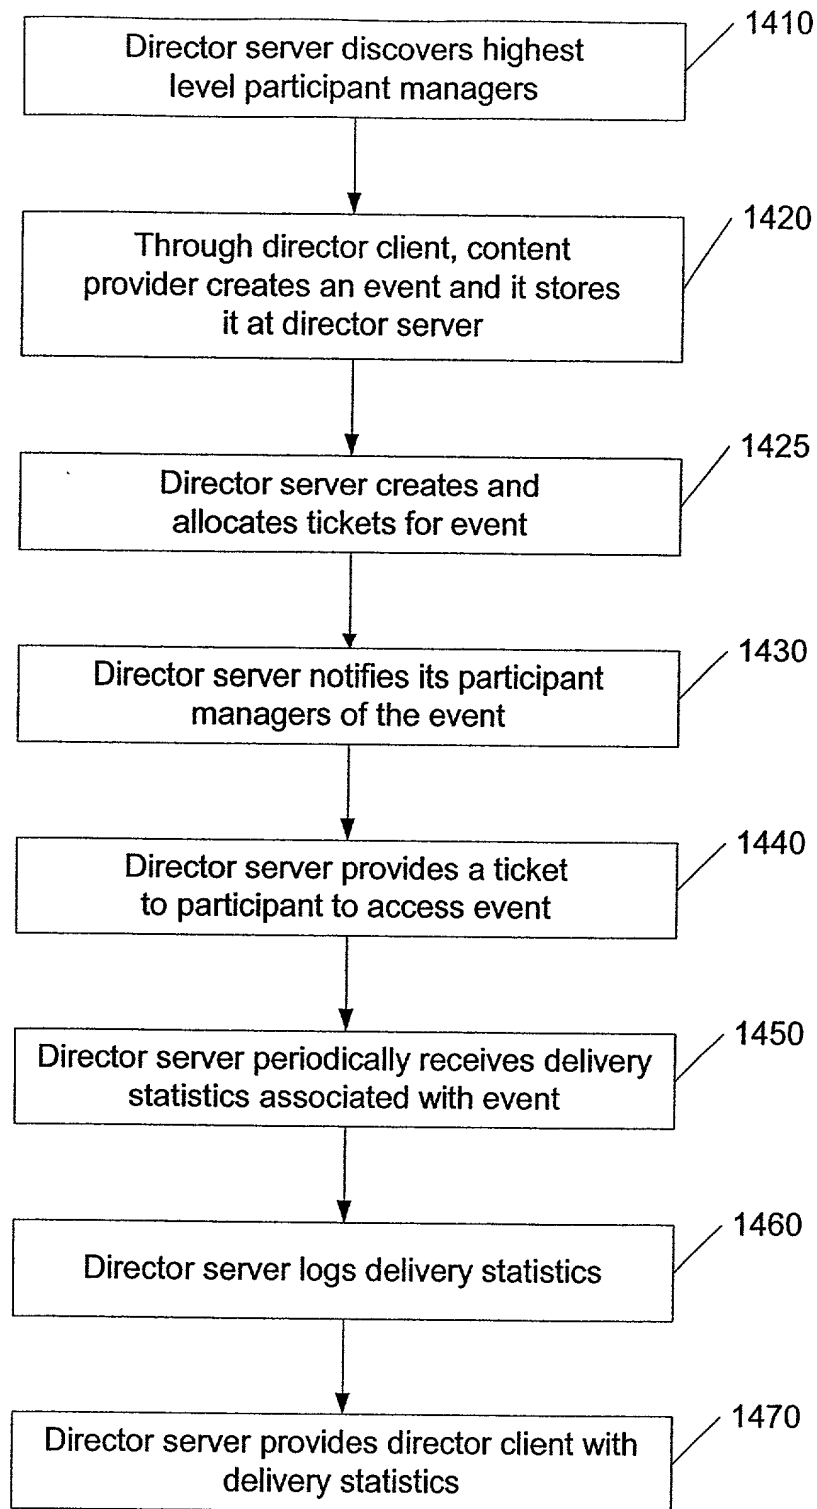 1410
Director server discovers highest
level participant managers
1420
Through director client, content
provider creates an event and it stores
it at director server
1425
Director server creates and
allocates tickets for event
1430
Director server notifies its participant
managers of the event
1440
Director server provides a ticket
to participant to access event
1450
Director server periodically receives delivery
statistics associated with event
1460
Director server logs delivery statistics
1470
Director server provides director client with
delivery statistics